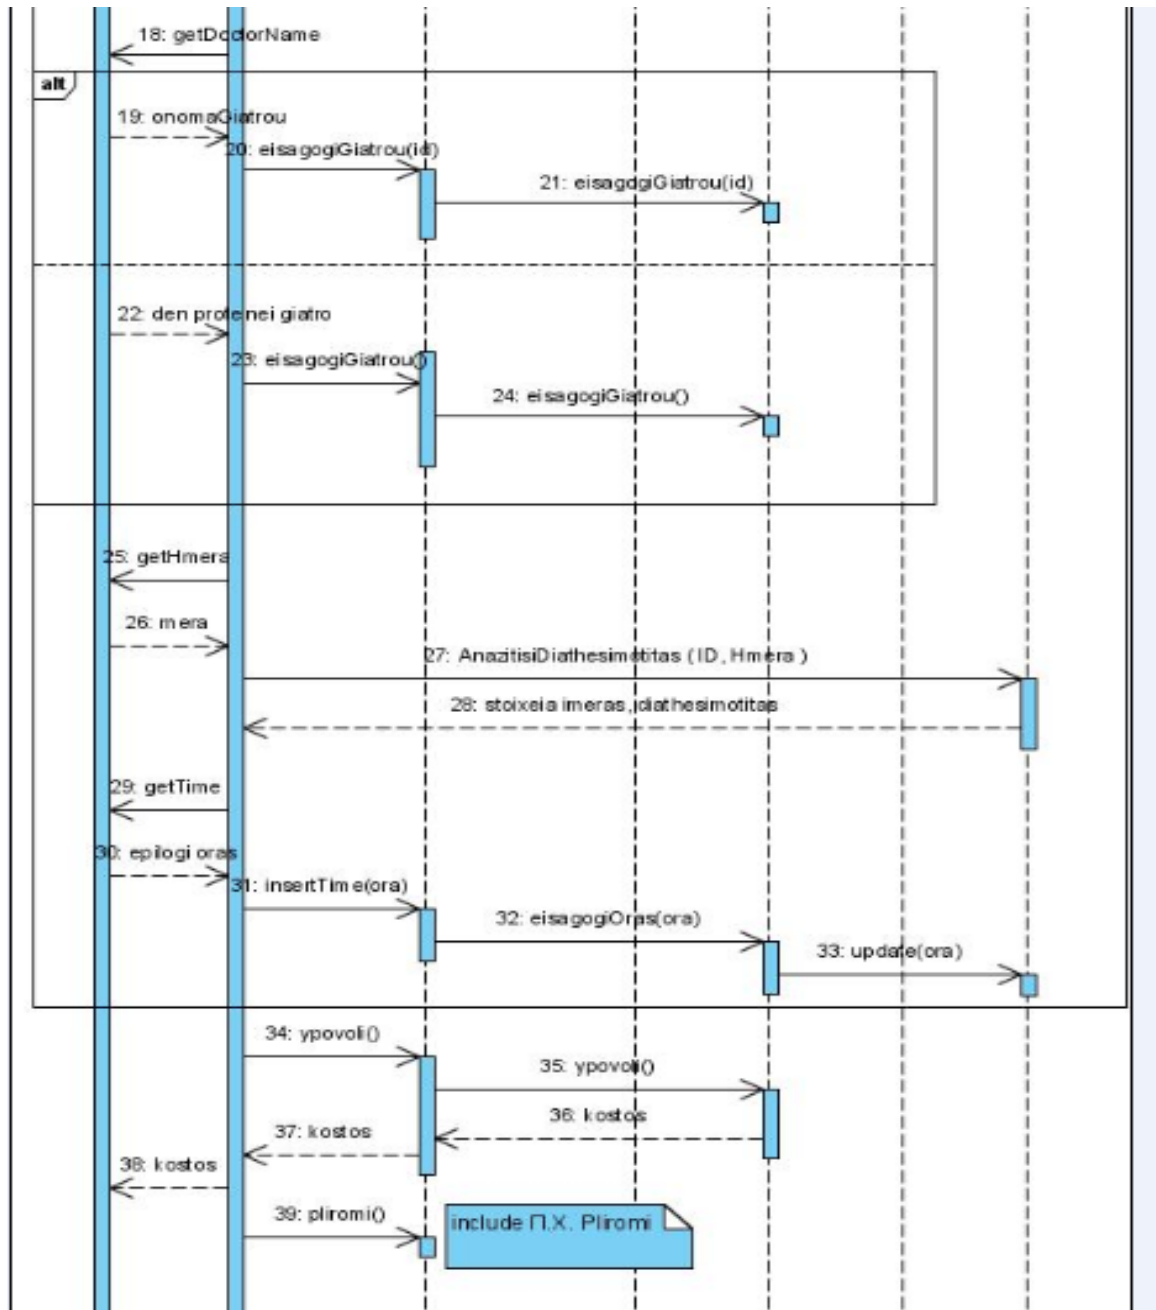 18: getDoctorName
alt
19: onomaGiatrou
20: eisagogiGiatrou(id)
21: eisagogiGiatrou(id)
22: den proteinei giatro
23: eisagogiGiatrou()
24: eisagogiGiatrou()
25: getHmera
26: mera
27: AnazitisiDiathesimotitas ( ID, Hmera )
28: stoixeia imeras ,diathesimotitas
29: getTime
30: epilogi oras
31: insertTime(ora)
32: eisagogiOras(ora)
33: update(ora)
34: ypovoli()
35: ypovoli()
36: kostos
37: kostos
38: kostos
39: pliromi()
include Π.Χ. Pliromi